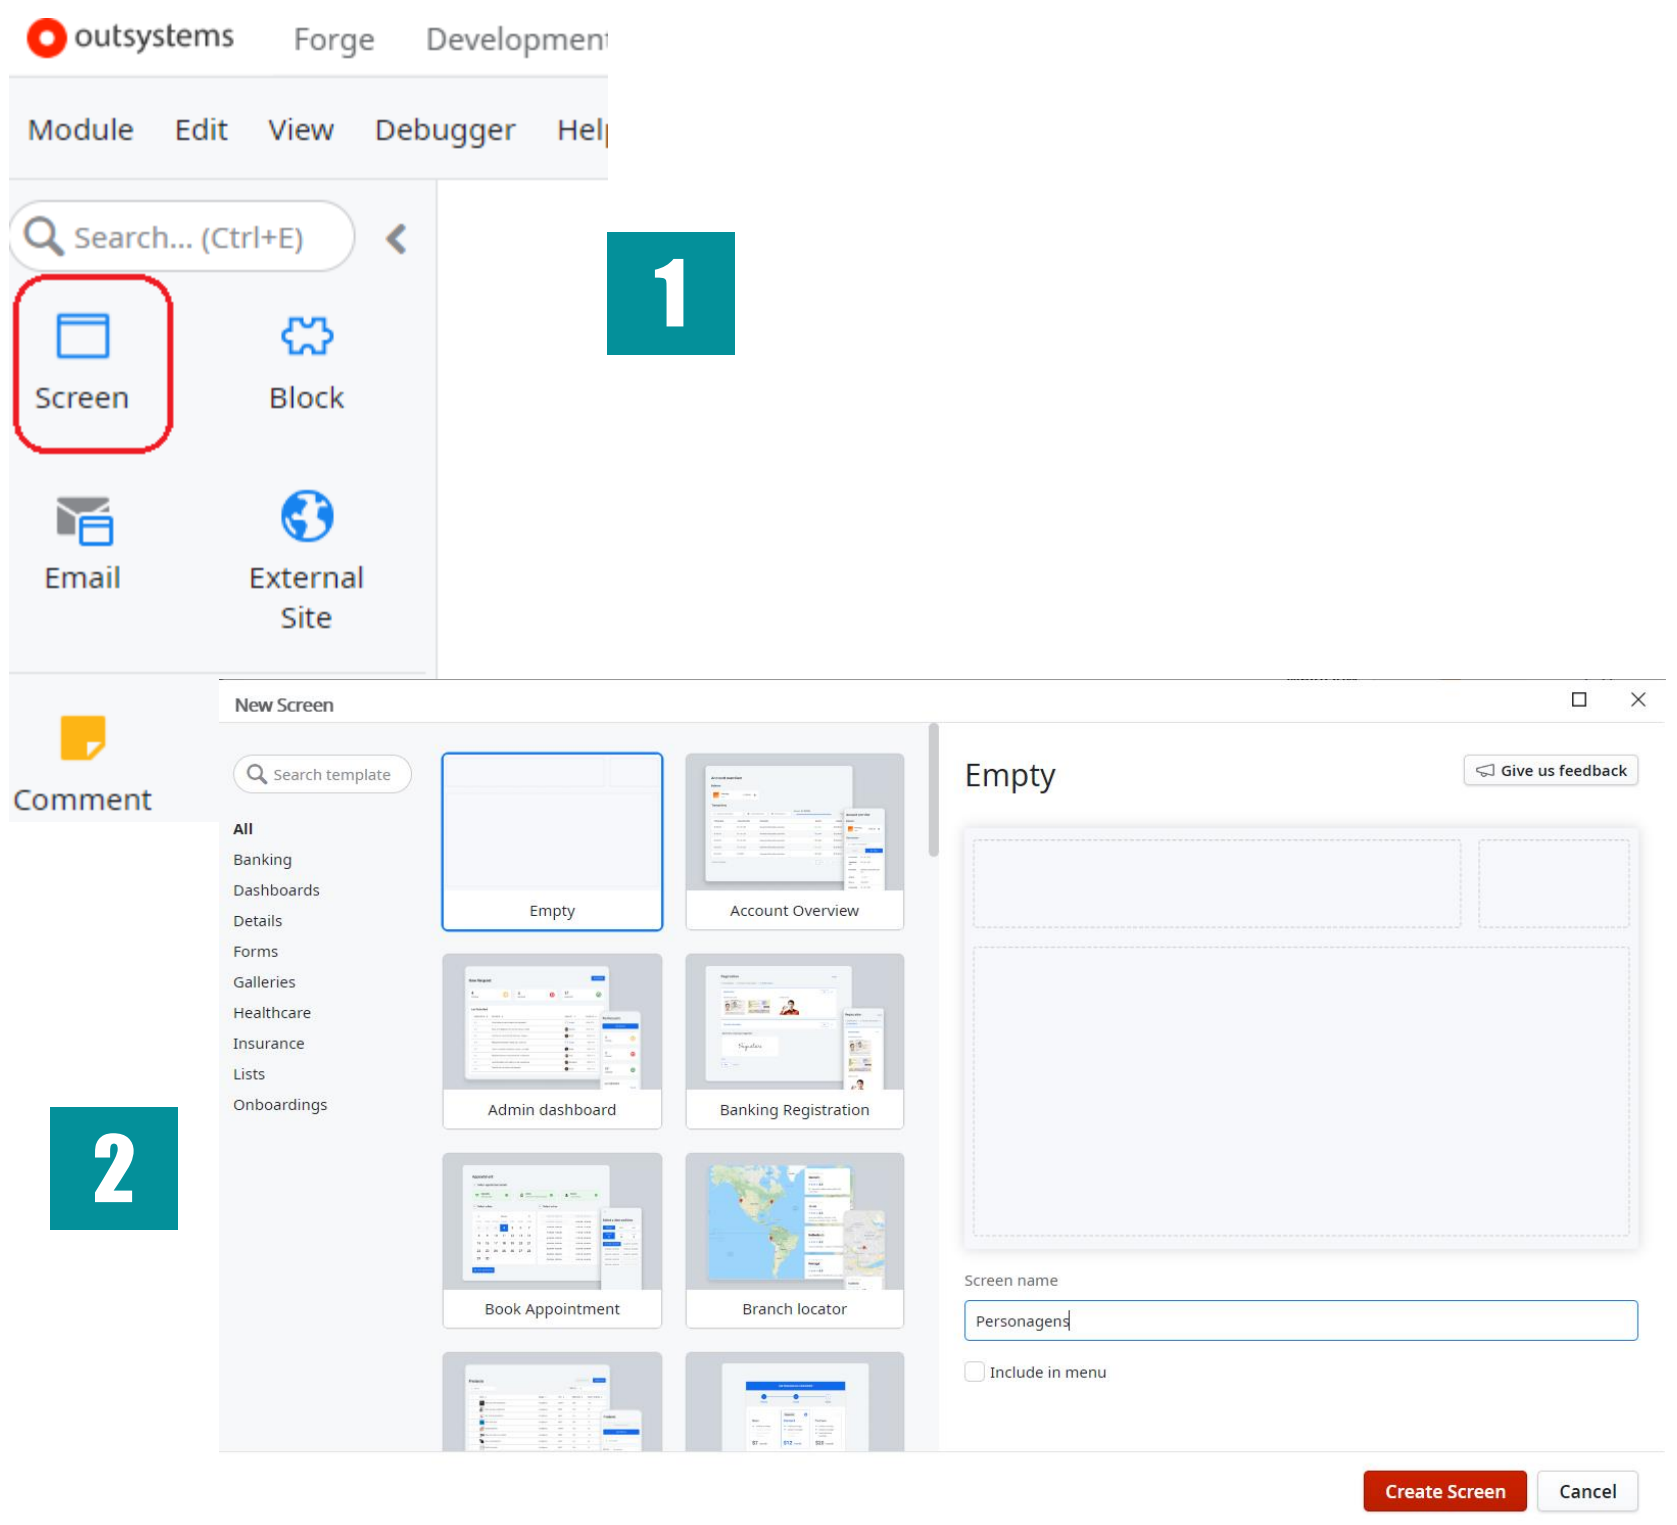 outsystems Forge Development
Module Edit View Debugger Help
Search... (Ctrl+E)
1
Screen Block
Email External
Site
Comment
New Screen
Search template
All
Banking
Dashboards
Details
Forms
Galleries
Healthcare
Insurance
Lists
Onboardings
2
Empty
Account Overview
Admin dashboard
Banking Registration
Book Appointment
Branch locator
Empty
Give us feedback
Screen name
Personagens
Include in menu
Create Screen Cancel